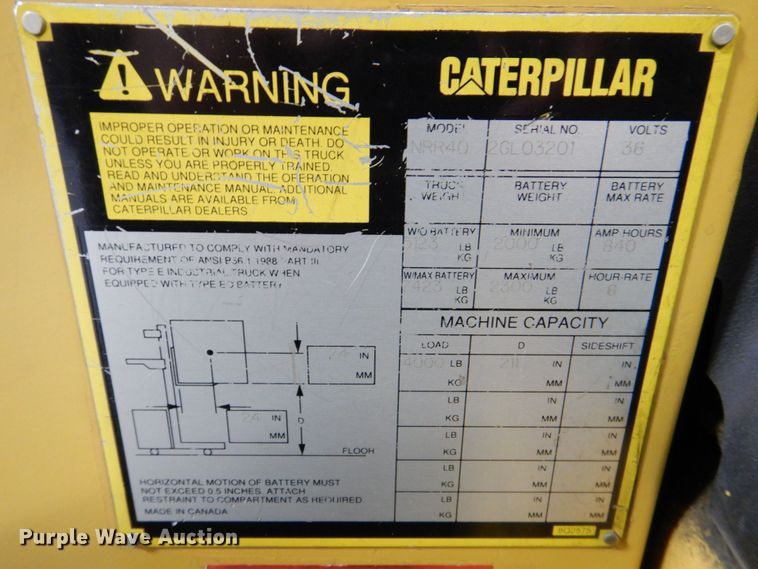 WARNING
IMPROPER OPERATION OR MAINTENANCE
COULD RESULT IN INJURY OR DEATH. DO
NOT OPERATE OR WORK ON THIS TRUCK
UNLESS YOU ARE PROPERLY TRAINED.
READ AND UNDERSTAND THE OPERATION
AND MAINTENANCE MANUAL. ADDITIONAL
MANUALS ARE AVAILABLE FROM
CATERPILLAR DEALERS
MANUFACTURED TO COMPLY WITH MANDATORY
REQUIREMENT OF ANSI B56.1 1988 PART III
FOR TYPE E INDUSTRIAL TRUCK WHEN
EQUIPPED WITH TYPE EO BATTERY
24 IN
MM
24 IN
MM
D
FLOOR
HORIZONTAL MOTION OF BATTERY MUST
NOT EXCEED 0.5 INCHES. ATTACH
RESTRAINT TO COMPARTMENT AS REQUIRED
MADE IN CANADA
CATERPILLAR
MODEL SERIAL NO. VOLTS
NRR40 2GL03201 36
TRUCK WEIGHT BATTERY WEIGHT BATTERY MAX RATE
W/O BATTERY MINIMUM AMP HOURS
5123 LB 2000 LB 840
KG KG
W/MAX BATTERY MAXIMUM HOUR-RATE
7423 LB 2300 LB 6
KG KG
MACHINE CAPACITY
LOAD D SIDESHIFT
4000 LB 211 IN IN
KG MM MM
LB IN IN
KG MM MM
LB IN IN
KG MM MM
LB IN IN
KG MM MM
LB IN IN
KG MM MM
Purple Wave Auction